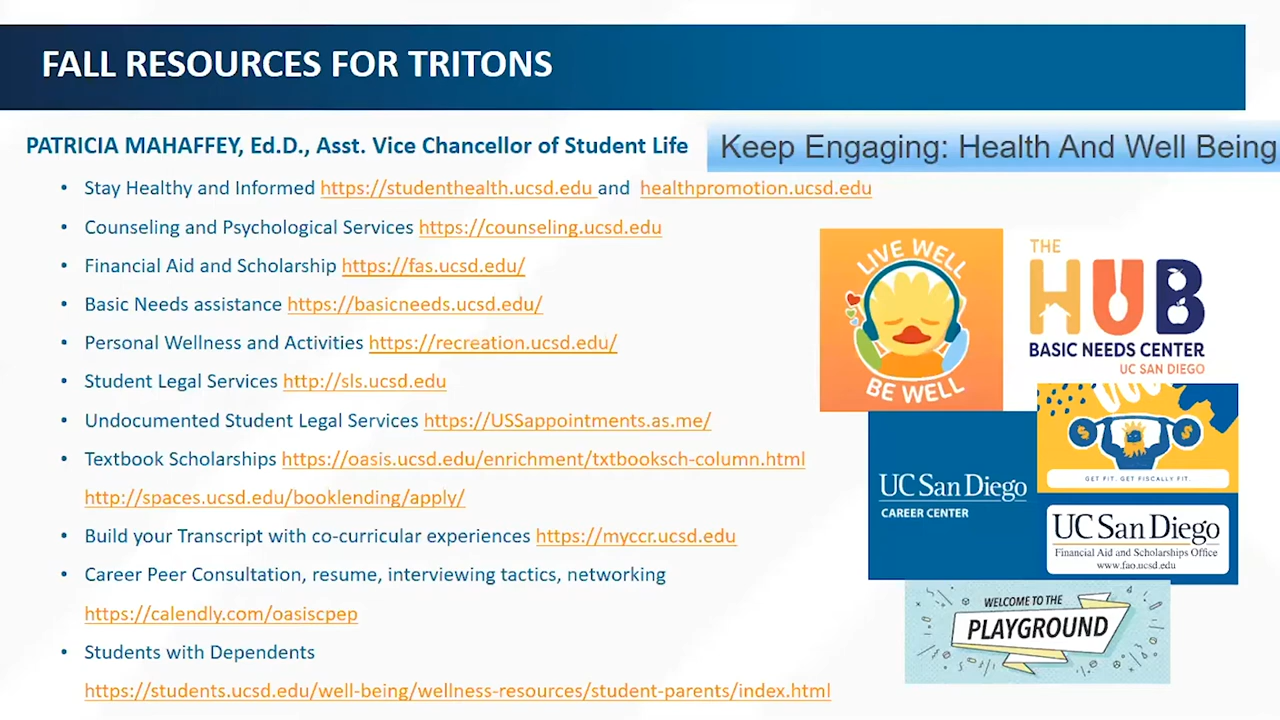 FALL RESOURCES FOR TRITONS
PATRICIA MAHAFFEY, Ed.D., Asst. Vice Chancellor of Student Life
Keep Engaging: Health And Well Being
• Stay Healthy and Informed https://studenthealth.ucsd.edu and healthpromotion.ucsd.edu
• Counseling and Psychological Services https://counseling.ucsd.edu
• Financial Aid and Scholarship https://fas.ucsd.edu/
• Basic Needs assistance https://basicneeds.ucsd.edu/
• Personal Wellness and Activities https://recreation.ucsd.edu/
• Student Legal Services http://sls.ucsd.edu
• Undocumented Student Legal Services https://USSappointments.as.me/
• Textbook Scholarships https://oasis.ucsd.edu/enrichment/txtbooksch-column.html
http://spaces.ucsd.edu/booklending/apply/
• Build your Transcript with co-curricular experiences https://myccr.ucsd.edu
• Career Peer Consultation, resume, interviewing tactics, networking
https://calendly.com/oasiscpep
• Students with Dependents
https://students.ucsd.edu/well-being/wellness-resources/student-parents/index.html
LIVE WELL
BE WELL
THE
HUB
BASIC NEEDS CENTER
UC SAN DIEGO
UC San Diego
CAREER CENTER
$ $
GET FIT. GET FISCALLY FIT.
UC San Diego
Financial Aid and Scholarships Office
www.fao.ucsd.edu
WELCOME TO THE
PLAYGROUND